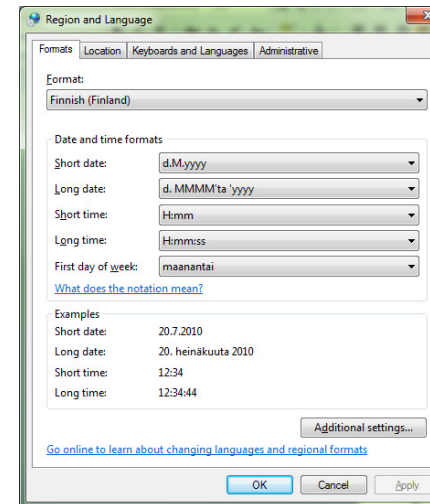 Region and Language
Formats Location Keyboards and Languages Administrative
Format:
Finnish (Finland)
Date and time formats
Short date: d.M.yyyy
Long date: d. MMMM'ta 'yyyy
Short time: H:mm
Long time: H:mm:ss
First day of week: maanantai
What does the notation mean?
Examples
Short date: 20.7.2010
Long date: 20. heinäkuuta 2010
Short time: 12:34
Long time: 12:34:44
Additional settings...
Go online to learn about changing languages and regional formats
OK Cancel Apply